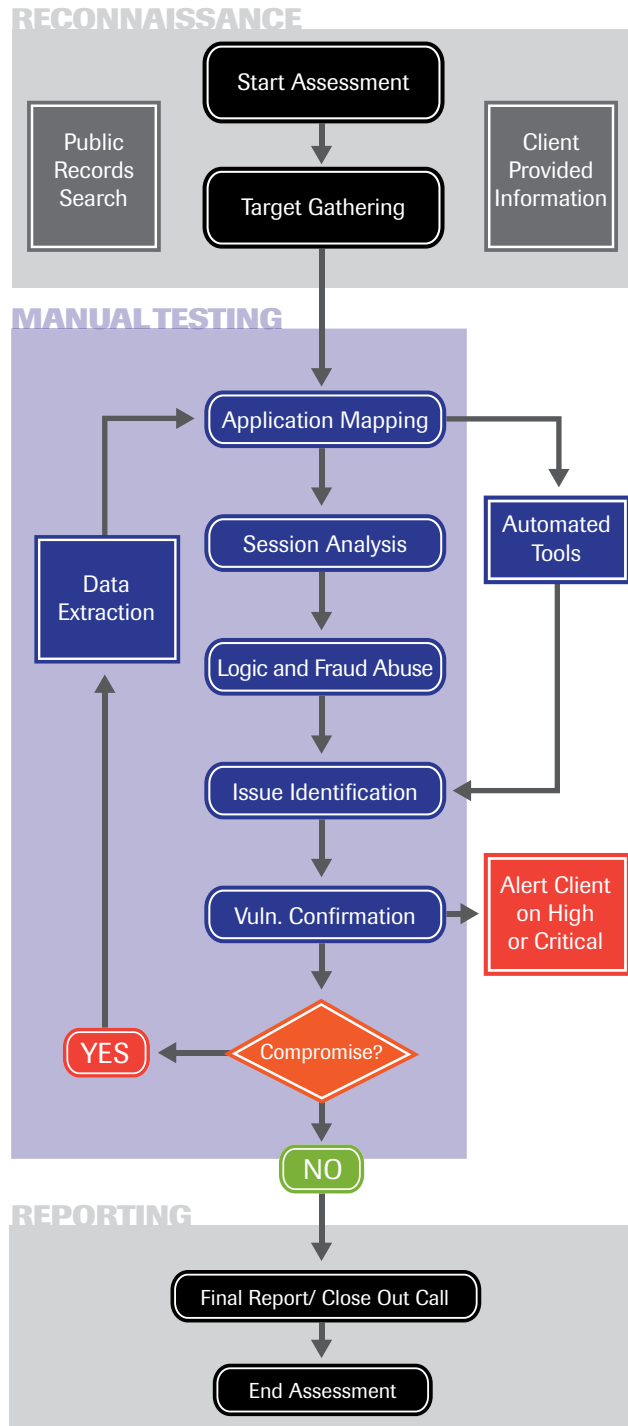 RECONNAISSANCE
Start Assessment
Public
Records
Search
Client
Provided
Information
Target Gathering
MANUAL TESTING
Application Mapping
Session Analysis
Automated
Tools
Data
Extraction
Logic and Fraud Abuse
Issue Identification
Vuln. Confirmation
Alert Client
on High
or Critical
Compromise?
YES
NO
REPORTING
Final Report/ Close Out Call
End Assessment